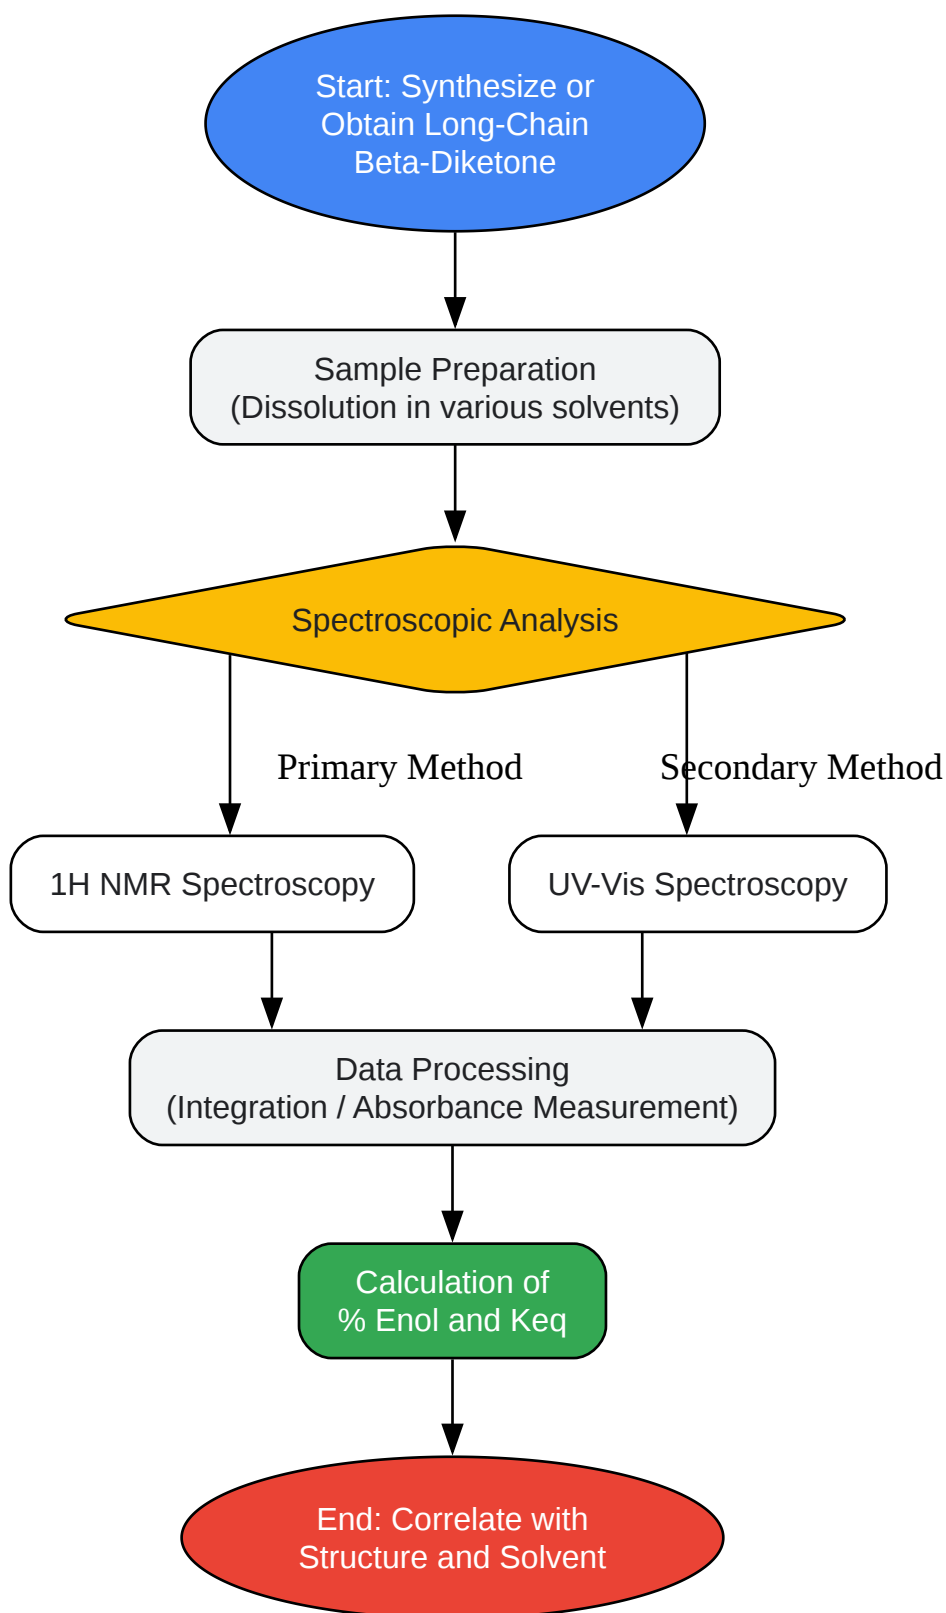 Start: Synthesize or
Obtain Long-Chain
Beta-Diketone
Sample Preparation
(Dissolution in various solvents)
Spectroscopic Analysis
Primary Method
Secondary Method
1H NMR Spectroscopy
UV-Vis Spectroscopy
Data Processing
(Integration / Absorbance Measurement)
Calculation of
% Enol and Keq
End: Correlate with
Structure and Solvent